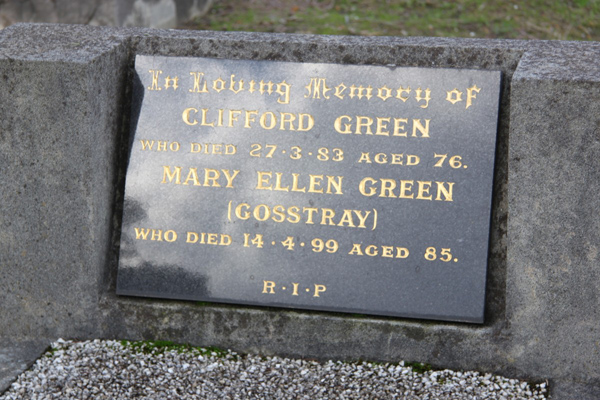 In Loving Memory of
CLIFFORD GREEN
WHO DIED 27·3·83 AGED 76.
MARY ELLEN GREEN
(GOSSTRAY)
WHO DIED 14·4·99 AGED 85.
R·I·P